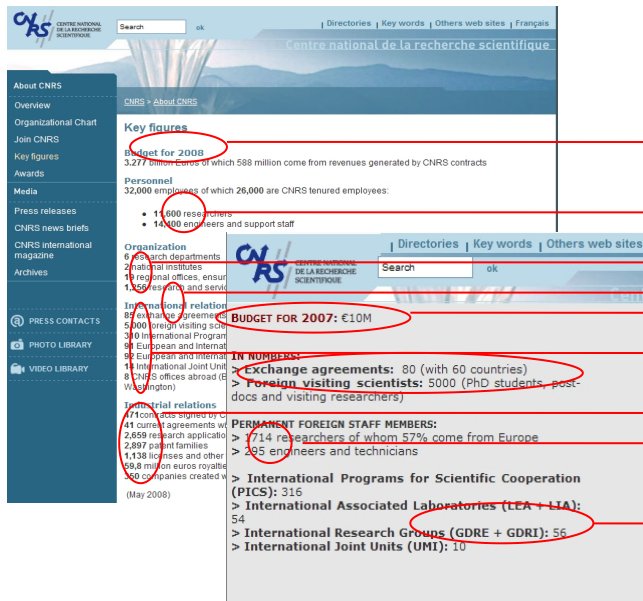 CNRS
CENTRE NATIONAL
DE LA RECHERCHE
SCIENTIFIQUE
Search
ok
| Directories | Key words | Others web sites | Français
Centre national de la recherche scientifique
About CNRS
Overview
Organizational Chart
Join CNRS
Key figures
Awards
Media
Press releases
CNRS news briefs
CNRS international
magazine
Archives
PRESS CONTACTS
PHOTO LIBRARY
VIDEO LIBRARY
CNRS > About CNRS
Key figures
Budget for 2008
3.277 billion Euros of which 588 million come from revenues generated by CNRS contracts
Personnel
32,000 employees of which 26,000 are CNRS tenured employees:
• 11,600 researchers
• 14,400 engineers and support staff
Organization
6 research departments
2 national institutes
19 regional offices, ensur
1,256 research and servic
International relation
85 exchange agreements
5,000 foreign visiting scie
310 International Program
91 European and Internat
92 European and Internat
14 International Joint Unit
8 CNRS offices abroad (B
Washington)
Industrial relations
471 contracts signed by C
41 current agreements wi
2,659 research applicatio
2,897 patent families
1,138 licenses and other
59,8 million euros royaltie
350 companies created w
(May 2008)
CNRS
CENTRE NATIONAL
DE LA RECHERCHE
SCIENTIFIQUE
| Directories | Key words | Others web sites
Search
ok
Cen
BUDGET FOR 2007: €10M
IN NUMBERS:
> Exchange agreements: 80 (with 60 countries)
> Foreign visiting scientists: 5000 (PhD students, post-
docs and visiting researchers)
PERMANENT FOREIGN STAFF MEMBERS:
> 1714 researchers of whom 57% come from Europe
> 295 engineers and technicians
> International Programs for Scientific Cooperation
(PICS): 316
> International Associated Laboratories (LEA + LIA):
54
> International Research Groups (GDRE + GDRI): 56
> International Joint Units (UMI): 10